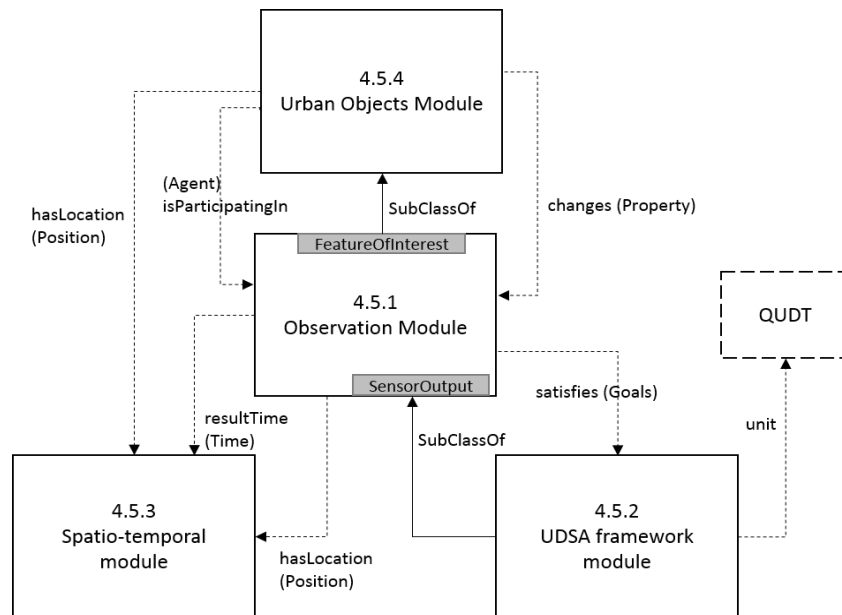 4.5.4
Urban Objects Module
(Agent)
isParticipatingIn
hasLocation
(Position)
SubClassOf
changes (Property)
FeatureOfInterest
4.5.1
Observation Module
QUDT
SensorOutput
satisfies (Goals)
resultTime
(Time)
SubClassOf
unit
4.5.3
Spatio-temporal
module
hasLocation
(Position)
4.5.2
UDSA framework
module